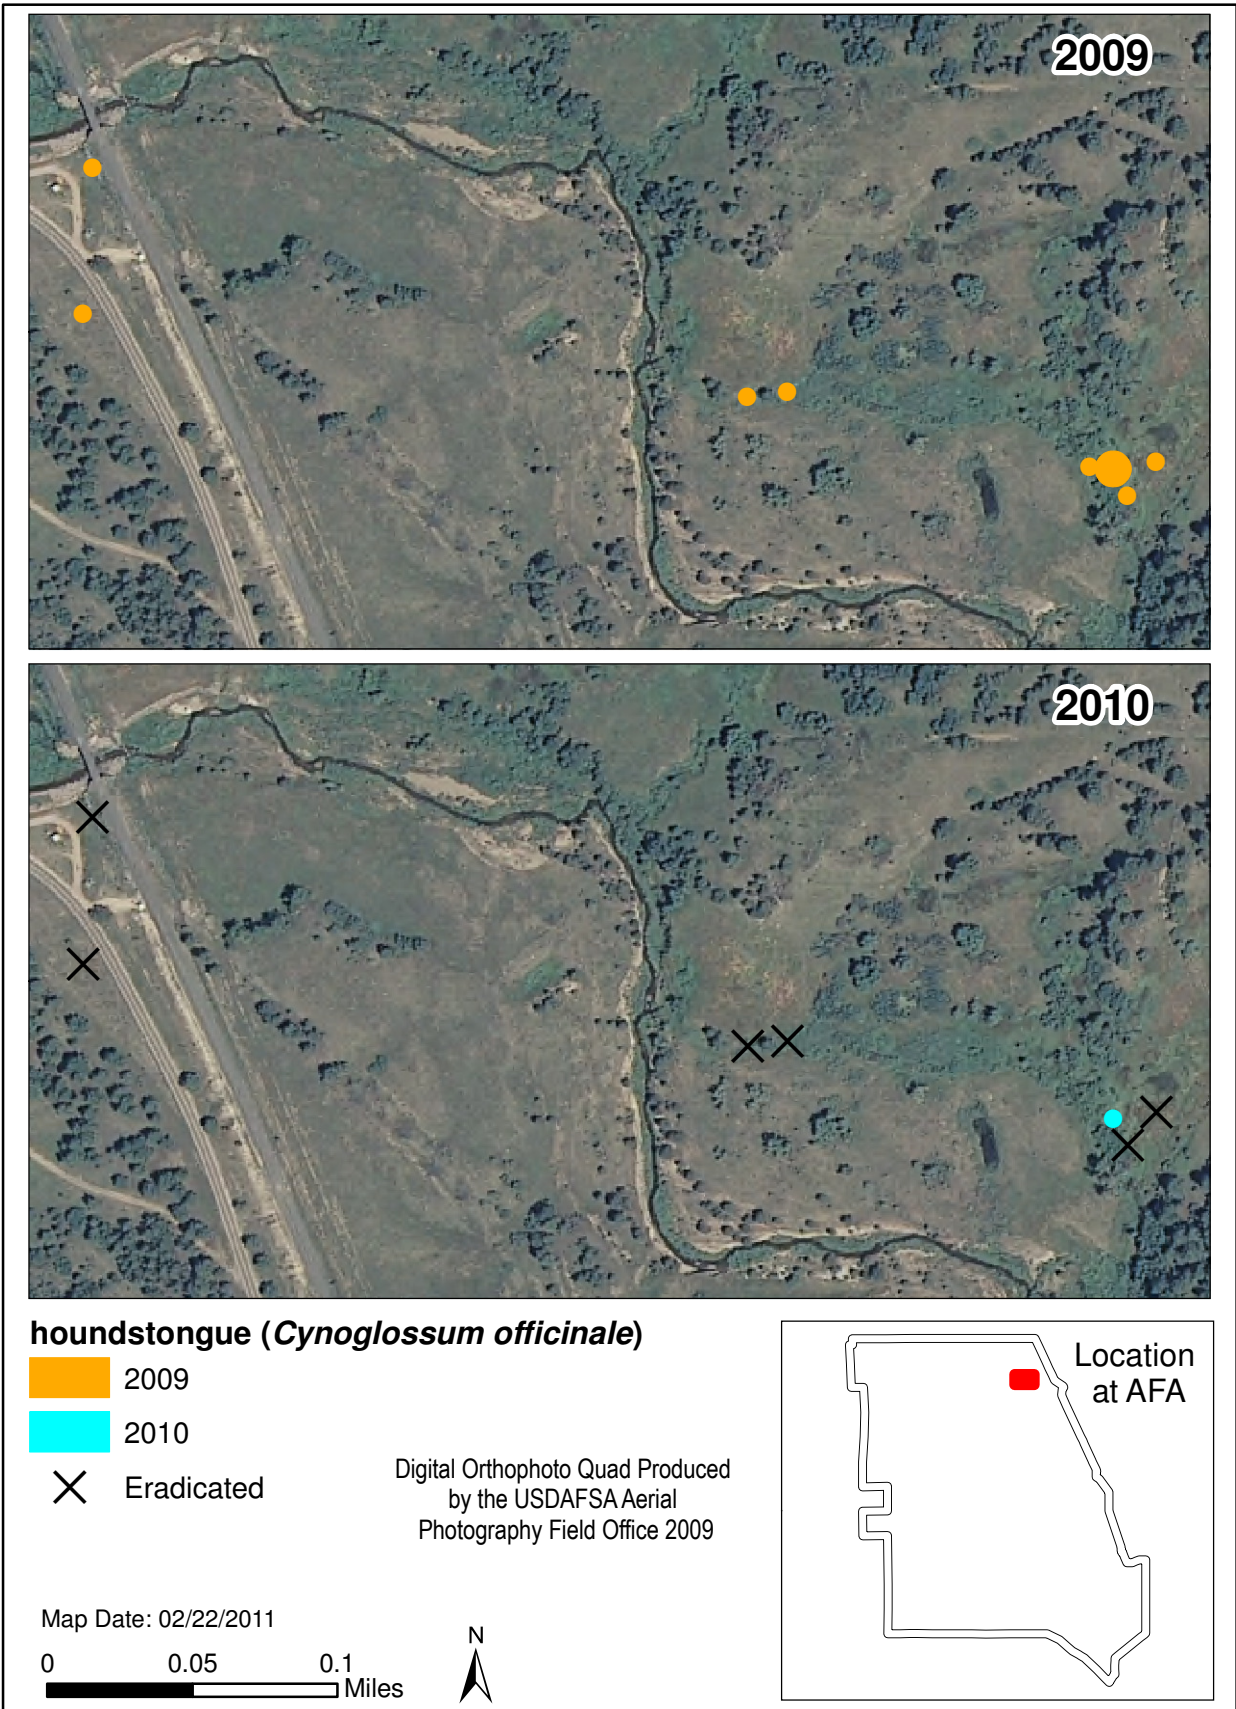 2009
2010
houndstongue (Cynoglossum officinale)
2009
2010
Eradicated
Digital Orthophoto Quad Produced
by the USDAFSA Aerial
Photography Field Office 2009
Location
at AFA
Map Date: 02/22/2011
0 0.05 0.1
Miles
N